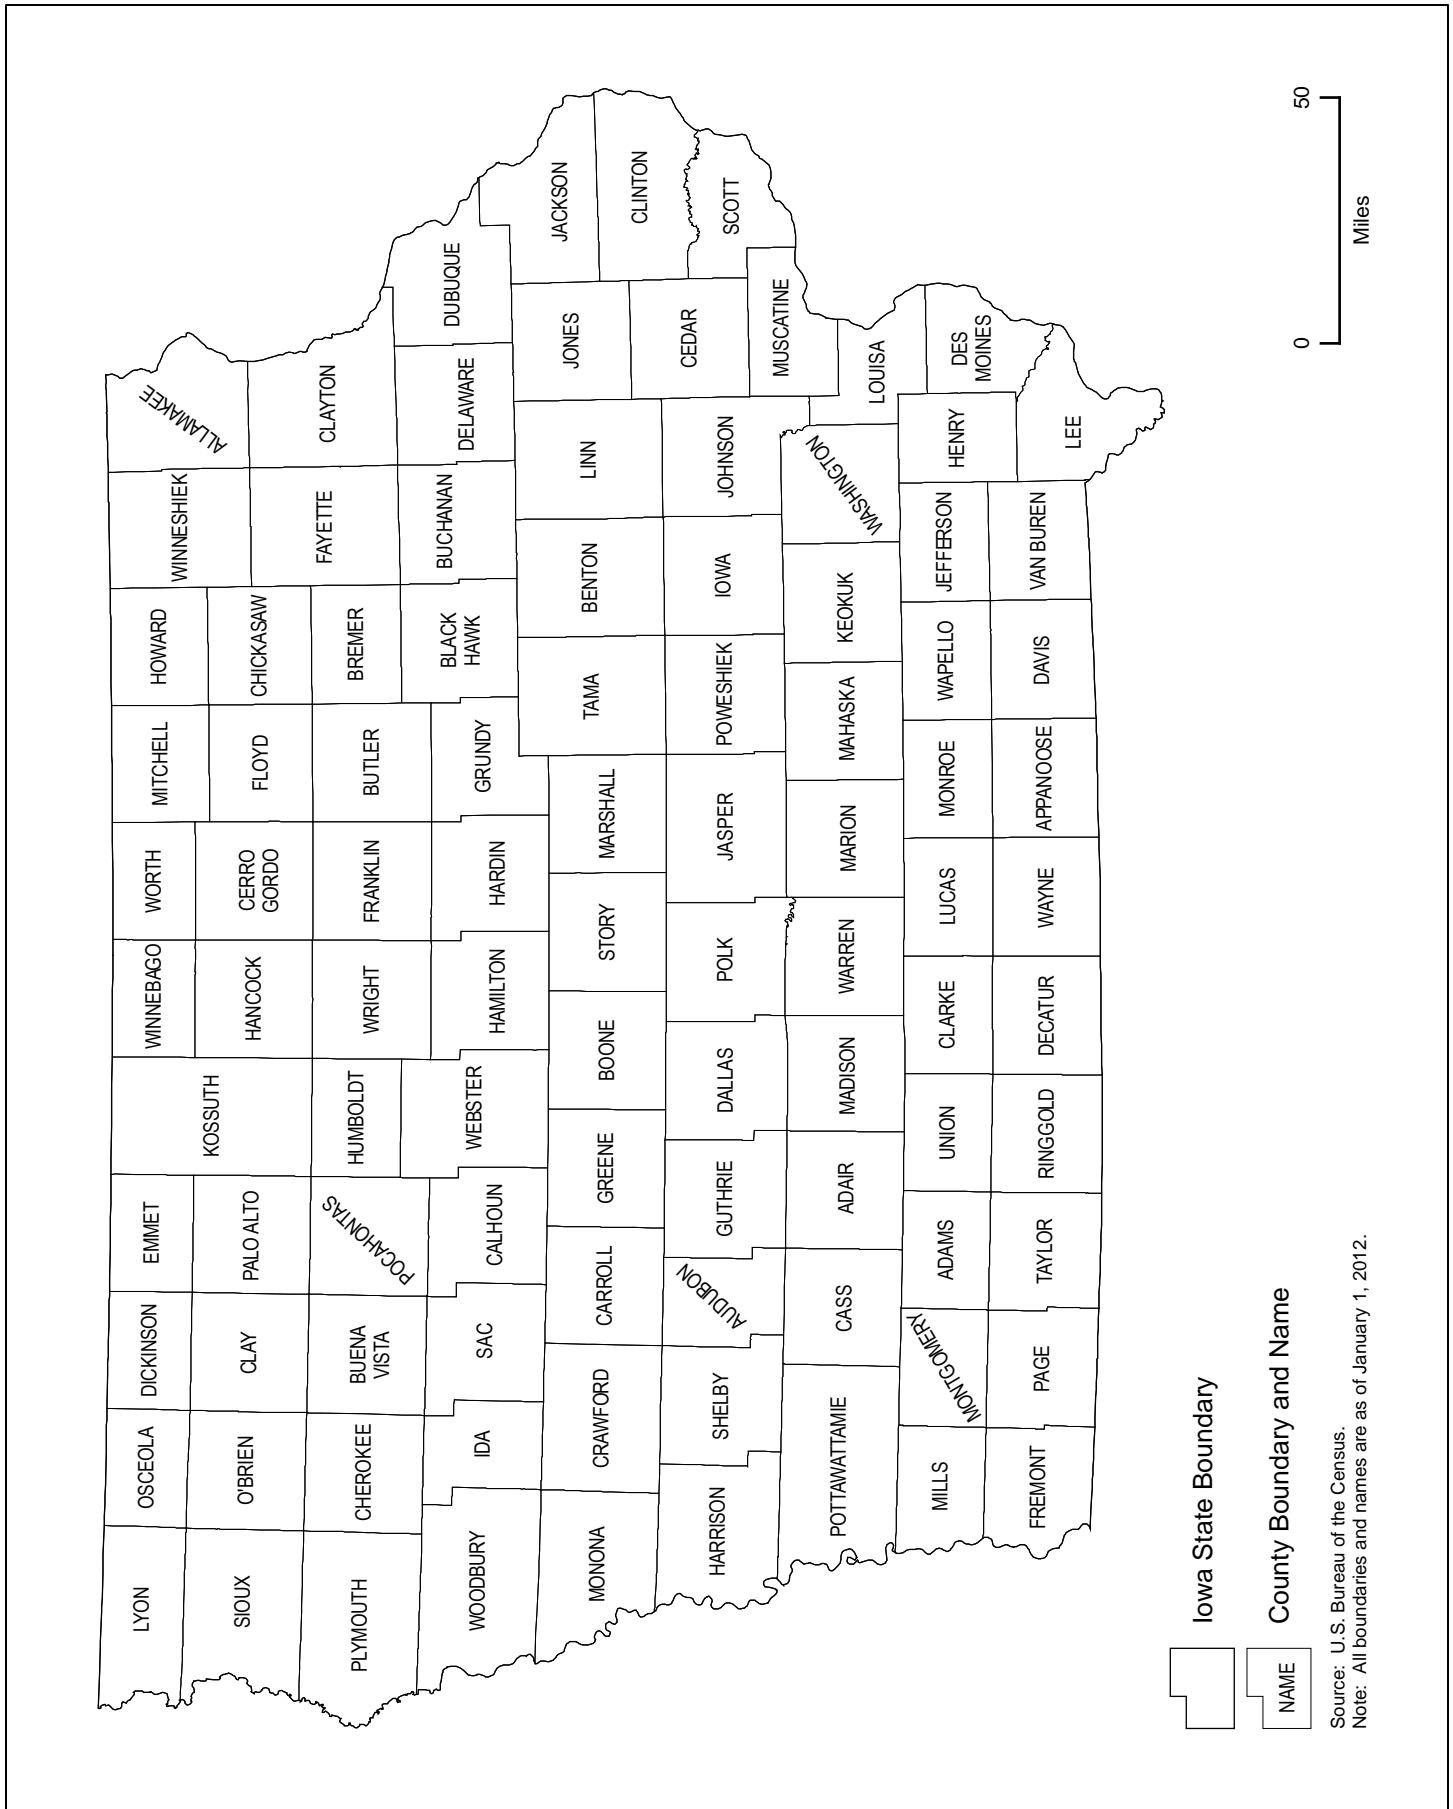 LYON
OSCEOLA
DICKINSON
EMMET
KOSSUTH
WINNEBAGO
WORTH
MITCHELL
HOWARD
WINNESHIEK
ALLAMAKEE
SIOUX
O'BRIEN
CLAY
PALO ALTO
HANCOCK
CERRO
GORDO
FLOYD
CHICKASAW
FAYETTE
CLAYTON
PLYMOUTH
CHEROKEE
BUENA
VISTA
POCAHONTAS
HUMBOLDT
WRIGHT
FRANKLIN
BUTLER
BREMER
WOODBURY
IDA
SAC
CALHOUN
WEBSTER
HAMILTON
HARDIN
GRUNDY
BLACK
HAWK
BUCHANAN
DELAWARE
DUBUQUE
MONONA
CRAWFORD
CARROLL
GREENE
BOONE
STORY
MARSHALL
TAMA
BENTON
LINN
JONES
JACKSON
HARRISON
SHELBY
AUDUBON
GUTHRIE
DALLAS
POLK
JASPER
POWESHIEK
IOWA
JOHNSON
CEDAR
CLINTON
SCOTT
MUSCATINE
POTTAWATTAMIE
CASS
ADAIR
MADISON
WARREN
MARION
MAHASKA
KEOKUK
WASHINGTON
LOUISA
MILLS
MONTGOMERY
ADAMS
UNION
CLARKE
LUCAS
MONROE
WAPELLO
JEFFERSON
HENRY
DES
MOINES
FREMONT
PAGE
TAYLOR
RINGGOLD
DECATUR
WAYNE
APPANOOSE
DAVIS
VAN BUREN
LEE
Iowa State Boundary
NAME County Boundary and Name
Source: U.S. Bureau of the Census.
Note: All boundaries and names are as of January 1, 2012.
0 50
Miles